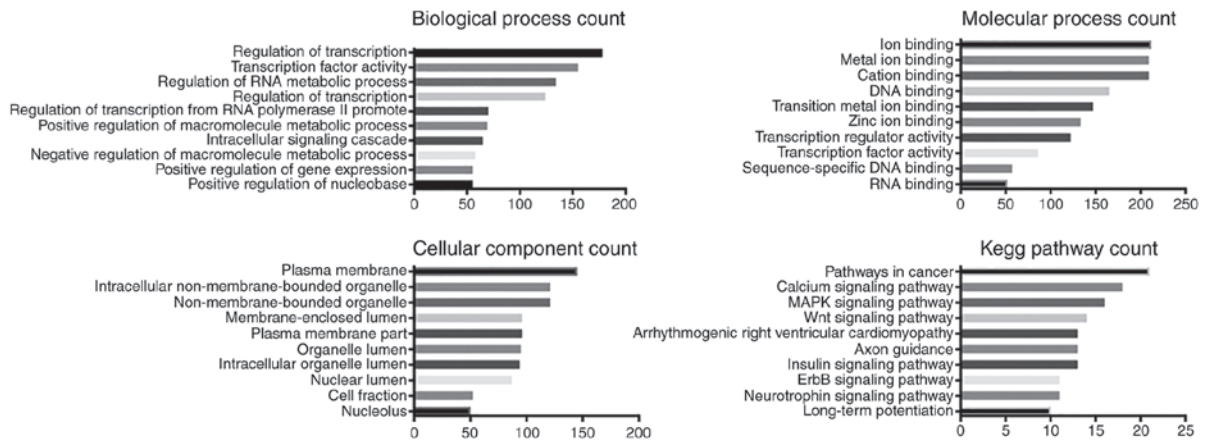 Biological process count
Regulation of transcription
Transcription factor activity
Regulation of RNA metabolic process
Regulation of transcription
Regulation of transcription from RNA polymerase II promote
Positive regulation of macromolecule metabolic process
Intracellular signaling cascade
Negative regulation of macromolecule metabolic process
Positive regulation of gene expression
Positive regulation of nucleobase
0 50 100 150 200
Molecular process count
Ion binding
Metal ion binding
Cation binding
DNA binding
Transition metal ion binding
Zinc ion binding
Transcription regulator activity
Transcription factor activity
Sequence-specific DNA binding
RNA binding
0 50 100 150 200 250
Cellular component count
Plasma membrane
Intracellular non-membrane-bounded organelle
Non-membrane-bounded organelle
Membrane-enclosed lumen
Plasma membrane part
Organelle lumen
Intracellular organelle lumen
Nuclear lumen
Cell fraction
Nucleolus
0 50 100 150 200
Kegg pathway count
Pathways in cancer
Calcium signaling pathway
MAPK signaling pathway
Wnt signaling pathway
Arrhythmogenic right ventricular cardiomyopathy
Axon guidance
Insulin signaling pathway
ErbB signaling pathway
Neurotrophin signaling pathway
Long-term potentiation
0 5 10 15 20 25